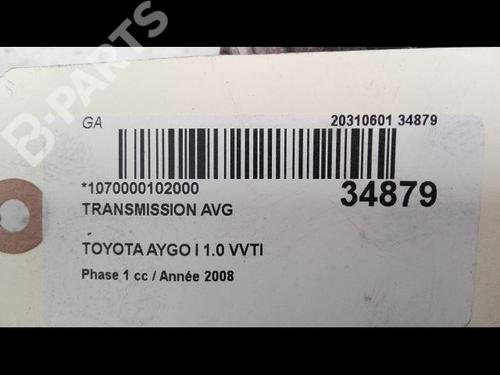 B-PARTS
GA
20310601 34879
*1070000102000
34879
TRANSMISSION AVG
TOYOTA AYGO I 1.0 VVTI
Phase 1 cc / Année 2008